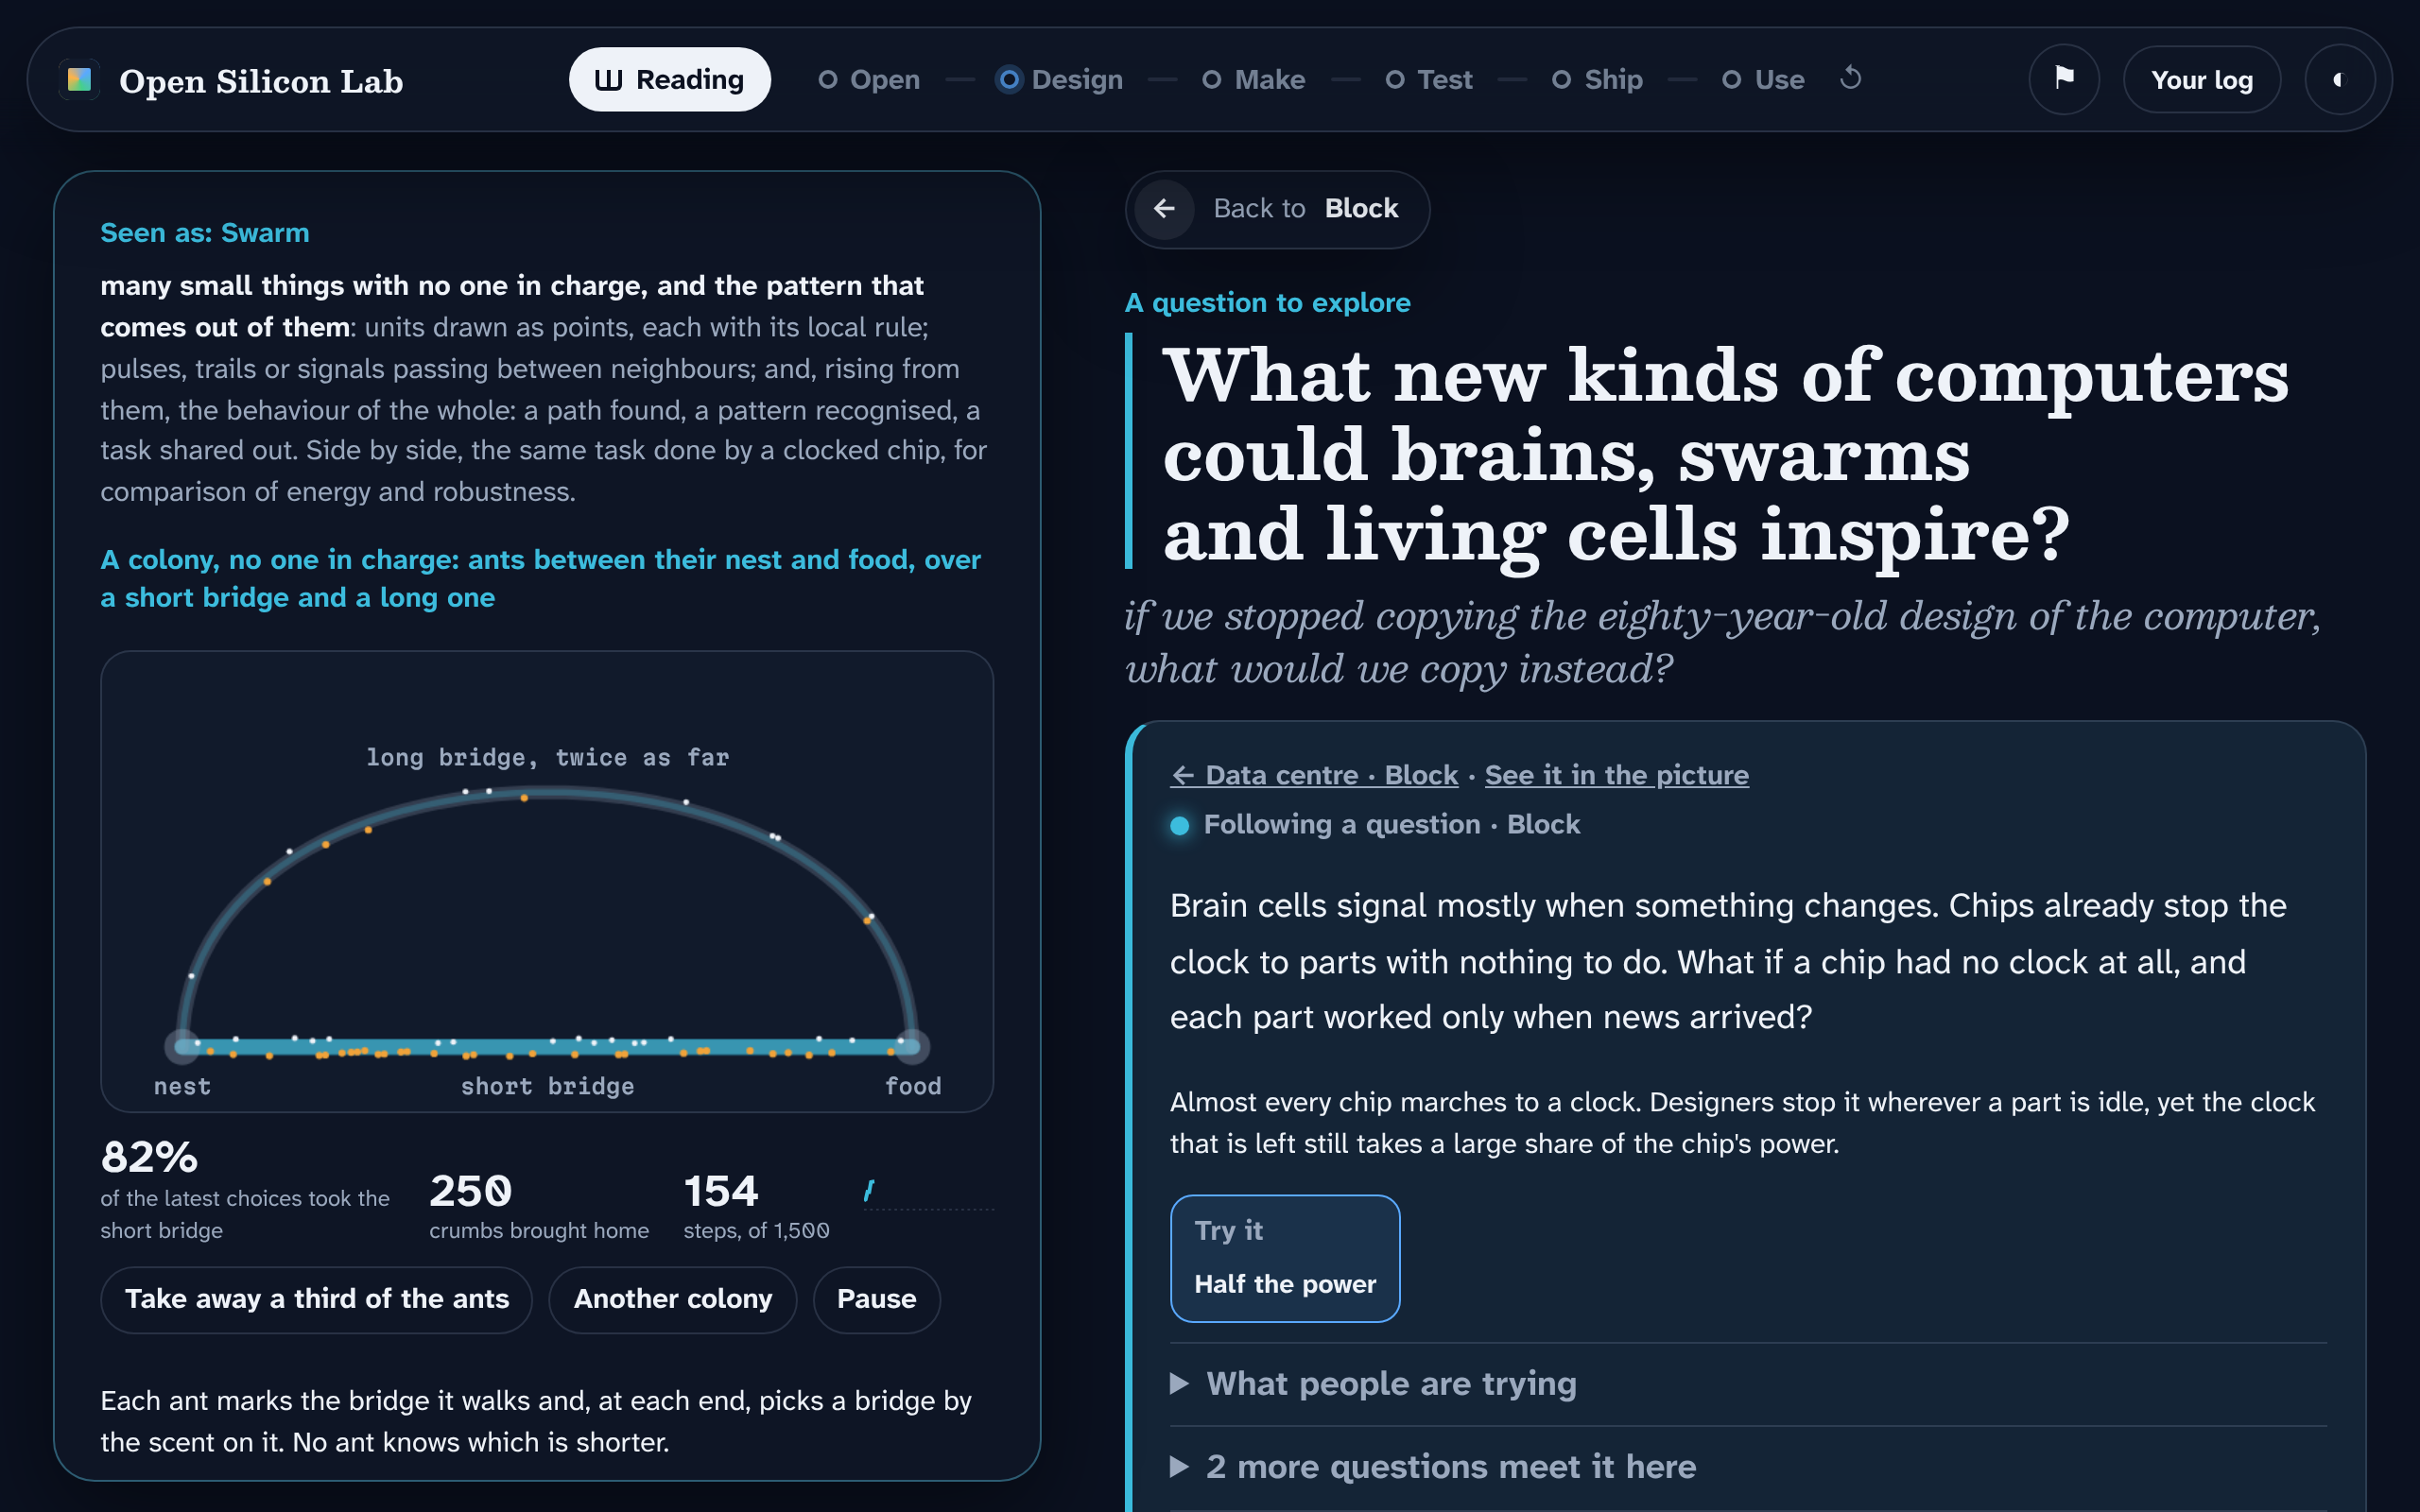 Open Silicon Lab
Reading
Open
Design
Make
Test
Ship
Use
Your log
Seen as: Swarm
many small things with no one in charge, and the pattern that
comes out of them: units drawn as points, each with its local rule;
pulses, trails or signals passing between neighbours; and, rising from
them, the behaviour of the whole: a path found, a pattern recognised, a
task shared out. Side by side, the same task done by a clocked chip, for
comparison of energy and robustness.
A colony, no one in charge: ants between their nest and food, over
a short bridge and a long one
long bridge, twice as far
nest
short bridge
food
82%
of the latest choices took the
short bridge
250
crumbs brought home
154
steps, of 1,500
Take away a third of the ants
Another colony
Pause
Each ant marks the bridge it walks and, at each end, picks a bridge by
the scent on it. No ant knows which is shorter.
← Back to Block
A question to explore
What new kinds of computers
could brains, swarms
and living cells inspire?
if we stopped copying the eighty-year-old design of the computer,
what would we copy instead?
← Data centre · Block · See it in the picture
Following a question · Block
Brain cells signal mostly when something changes. Chips already stop the
clock to parts with nothing to do. What if a chip had no clock at all, and
each part worked only when news arrived?
Almost every chip marches to a clock. Designers stop it wherever a part is idle, yet the clock
that is left still takes a large share of the chip's power.
Try it
Half the power
▶ What people are trying
▶ 2 more questions meet it here